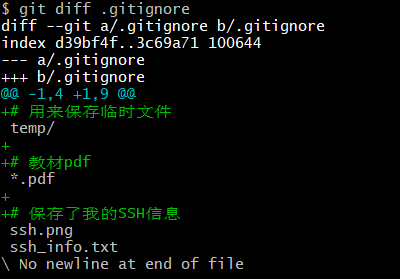 $ git diff .gitignore
diff --git a/.gitignore b/.gitignore
index d39bf4f..3c69a71 100644
--- a/.gitignore
+++ b/.gitignore
@@ -1,4 +1,9 @@
+# 用来保存临时文件
 temp/
+
+# 教材pdf
 *.pdf
+
+# 保存了我的SSH信息
 ssh.png
 ssh_info.txt
\ No newline at end of file